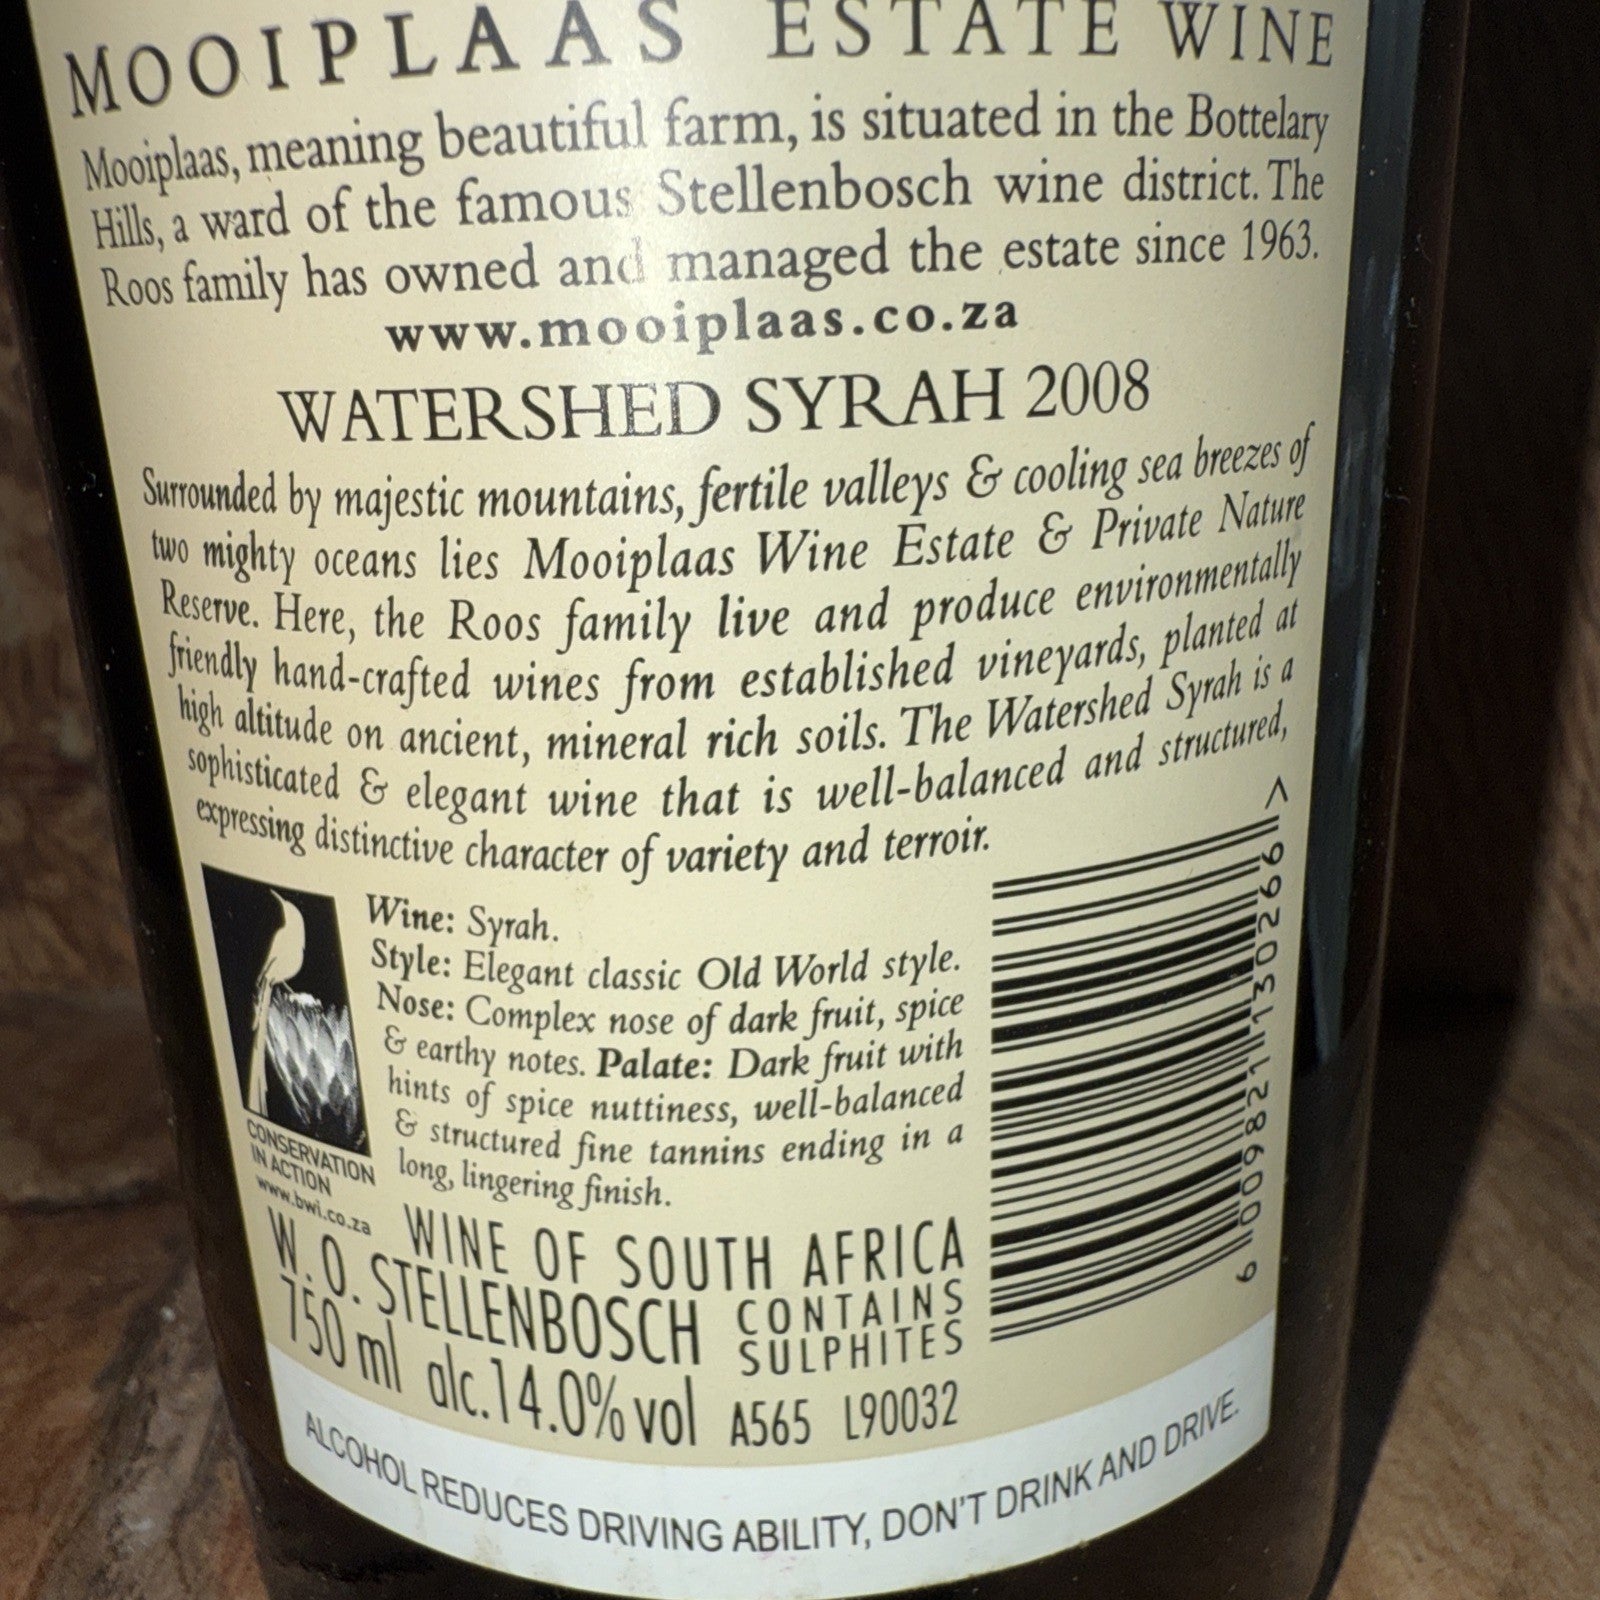 MOOIPLAAS ESTATE WINE
Mooiplaas, meaning beautiful farm, is situated in the Bottelary
Hills, a ward of the famous Stellenbosch wine district. The
Roos family has owned and managed the estate since 1963.
www.mooiplaas.co.za
WATERSHED SYRAH 2008
Surrounded by majestic mountains, fertile valleys & cooling sea breezes of
two mighty oceans lies Mooiplaas Wine Estate & Private Nature
Reserve. Here, the Roos family live and produce environmentally
friendly hand-crafted wines from established vineyards, planted at
high altitude on ancient, mineral rich soils. The Watershed Syrah is a
sophisticated & elegant wine that is well-balanced and structured,
expressing distinctive character of variety and terroir.
Wine: Syrah.
Style: Elegant classic Old World style.
Nose: Complex nose of dark fruit, spice
& earthy notes. Palate: Dark fruit with
hints of spice nuttiness, well-balanced
& structured fine tannins ending in a
long, lingering finish.
CONSERVATION
IN ACTION
www.bwi.co.za
WINE OF SOUTH AFRICA
W.O. STELLENBOSCH CONTAINS
SULPHITES
750 ml alc.14.0% vol A565 L90032
6 009821 130266 >
ALCOHOL REDUCES DRIVING ABILITY, DON'T DRINK AND DRIVE.